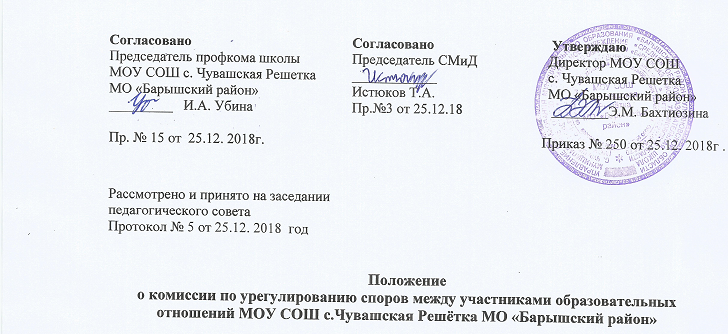 Согласовано
Председатель профкома школы
МОУ СОШ с. Чувашская Решетка
МО «Барышский район»
И.А. Убина
Пр. № 15 от 25.12. 2018г.
Согласовано
Председатель СМиД
Истюков Г.А.
Пр.№3 от 25.12.18
Утверждаю
Директор МОУ СОШ
с. Чувашская Решетка
МО «Барышский район»
Э.М. Бахтиозина
Приказ № 250 от 25.12. 2018г .
Рассмотрено и принято на заседании
педагогического совета
Протокол № 5 от 25.12. 2018 год
Положение
о комиссии по урегулированию споров между участниками образовательных
отношений МОУ СОШ с.Чувашская Решётка МО «Барышский район»